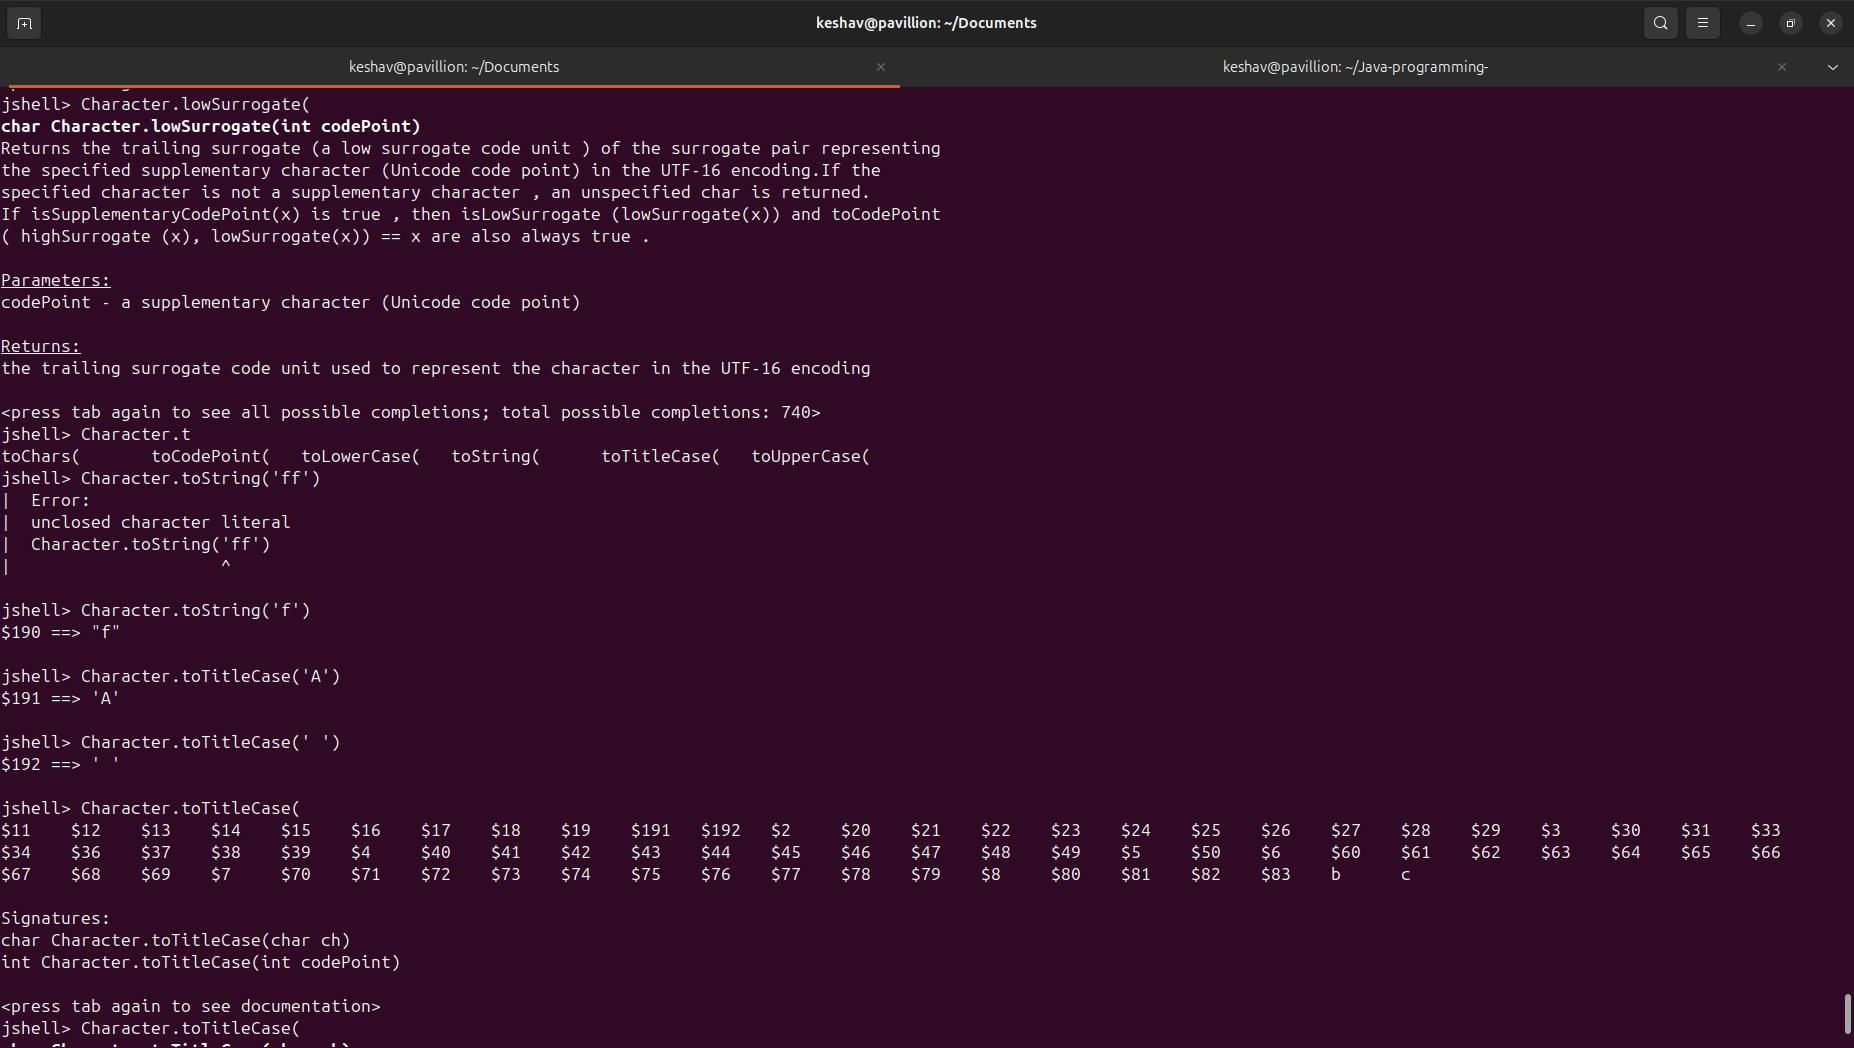 keshav@pavillion: ~/Documents
keshav@pavillion: ~/Documents
keshav@pavillion: ~/Java-programming-
jshell> Character.lowSurrogate(
char Character.lowSurrogate(int codePoint)
Returns the trailing surrogate (a low surrogate code unit ) of the surrogate pair representing
the specified supplementary character (Unicode code point) in the UTF-16 encoding.If the
specified character is not a supplementary character , an unspecified char is returned.
If isSupplementaryCodePoint(x) is true , then isLowSurrogate (lowSurrogate(x)) and toCodePoint
( highSurrogate (x), lowSurrogate(x)) == x are also always true .
Parameters:
codePoint - a supplementary character (Unicode code point)
Returns:
the trailing surrogate code unit used to represent the character in the UTF-16 encoding
<press tab again to see all possible completions; total possible completions: 740>
jshell> Character.t
toChars(       toCodePoint(   toLowerCase(   toString(      toTitleCase(   toUpperCase(
jshell> Character.toString('ff')
|  Error:
|  unclosed character literal
|  Character.toString('ff')
|                     ^
jshell> Character.toString('f')
$190 ==> "f"
jshell> Character.toTitleCase('A')
$191 ==> 'A'
jshell> Character.toTitleCase(' ')
$192 ==> ' '
jshell> Character.toTitleCase(
$11    $12    $13    $14    $15    $16    $17    $18    $19    $191   $192   $2     $20    $21    $22    $23    $24    $25    $26    $27    $28    $29    $3     $30    $31    $33
$34    $36    $37    $38    $39    $4     $40    $41    $42    $43    $44    $45    $46    $47    $48    $49    $5     $50    $6     $60    $61    $62    $63    $64    $65    $66
$67    $68    $69    $7     $70    $71    $72    $73    $74    $75    $76    $77    $78    $79    $8     $80    $81    $82    $83    b      c
Signatures:
char Character.toTitleCase(char ch)
int Character.toTitleCase(int codePoint)
<press tab again to see documentation>
jshell> Character.toTitleCase(